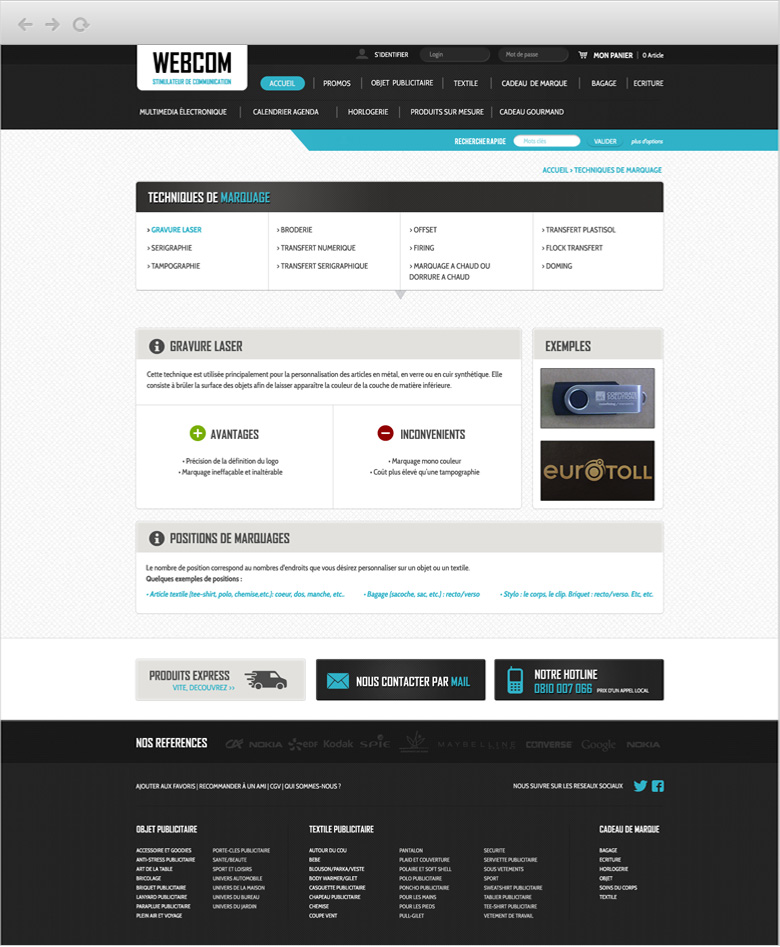 WEBCOM
STIMULATEUR DE COMMUNICATION
S'IDENTIFIER Login Mot de passe MON PANIER | 0 Article
ACCUEIL | PROMOS | OBJET PUBLICITAIRE | TEXTILE | CADEAU DE MARQUE | BAGAGE | ECRITURE
MULTIMEDIA ÉLECTRONIQUE | CALENDRIER AGENDA | HORLOGERIE | PRODUITS SUR MESURE | CADEAU GOURMAND
RECHERCHE RAPIDE Mots clés VALIDER plus d'options
ACCUEIL > TECHNIQUES DE MARQUAGE
TECHNIQUES DE MARQUAGE
> GRAVURE LASER > BRODERIE > OFFSET > TRANSFERT PLASTISOL
> SERIGRAPHIE > TRANSFERT NUMERIQUE > FIRING > FLOCK TRANSFERT
> TAMPOGRAPHIE > TRANSFERT SERIGRAPHIQUE > MARQUAGE A CHAUD OU > DOMING
DORRURE A CHAUD
GRAVURE LASER
Cette technique est utilisée principalement pour la personnalisation des articles en métal, en verre ou en cuir synthétique. Elle
consiste à brûler la surface des objets afin de laisser apparaître la couleur de la couche de matière inférieure.
AVANTAGES
• Précision de la définition du logo
• Marquage ineffaçable et inaltérable
INCONVENIENTS
• Marquage mono couleur
• Coût plus élevé qu'une tampographie
EXEMPLES
CORPORATE
SOLUTIONS
euroTOLL
POSITIONS DE MARQUAGES
Le nombre de position correspond au nombres d'endroits que vous désirez personnaliser sur un objet ou un textile.
Quelques exemples de positions :
• Article textile (tee-shirt, polo, chemise,etc.): coeur, dos, manche, etc.. • Bagage (sacoche, sac, etc.) : recto/verso • Stylo : le corps, le clip. Briquet : recto/verso. Etc, etc.
PRODUITS EXPRESS
VITE, DECOUVREZ >>
NOUS CONTACTER PAR MAIL
NOTRE HOTLINE
0810 007 066 PRIX D'UN APPEL LOCAL
NOS REFERENCES CA NOKIA eDF Kodak SPIE MAYBELLINE CONVERSE Google NOKIA
AJOUTER AUX FAVORIS | RECOMMANDER À UN AMI | CGV | QUI SOMMES-NOUS ? NOUS SUIVRE SUR LES RESEAUX SOCIAUX
OBJET PUBLICITAIRE
ACCESSOIRE ET GOODIES PORTE-CLES PUBLICITAIRE
ANTI-STRESS PUBLICITAIRE SANTE/BEAUTE
ART DE LA TABLE SPORT ET LOISIRS
BRICOLAGE UNIVERS AUTOMOBILE
BRIQUET PUBLICITAIRE UNIVERS DE LA MAISON
LANYARD PUBLICITAIRE UNIVERS DU BUREAU
PARAPLUIE PUBLICITAIRE UNIVERS DU JARDIN
PLEIN AIR ET VOYAGE
TEXTILE PUBLICITAIRE
AUTOUR DU COU PANTALON SECURITE
BEBE PLAID ET COUVERTURE SERVIETTE PUBLICITAIRE
BLOUSON/PARKA/VESTE POLAIRE ET SOFT SHELL SOUS VETEMENTS
BODY WARMER/GILET POLO PUBLICITAIRE SPORT
CASQUETTE PUBLICITAIRE PONCHO PUBLICITAIRE SWEATSHIRT PUBLICITAIRE
CHAPEAU PUBLICITAIRE POUR LES MAINS TABLIER PUBLICITAIRE
CHEMISE POUR LES PIEDS TEE-SHIRT PUBLICITAIRE
COUPE VENT PULL-GILET VETEMENT DE TRAVAIL
CADEAU DE MARQUE
BAGAGE
ECRITURE
HORLOGERIE
OBJET
SOINS DU CORPS
TEXTILE